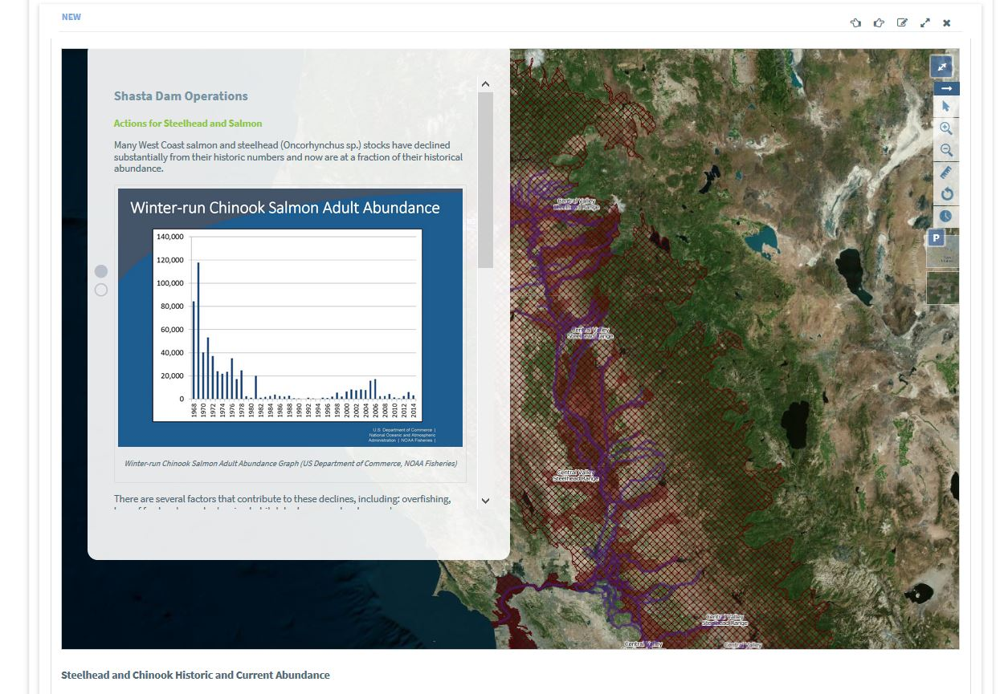 NEW
Shasta Dam Operations
Actions for Steelhead and Salmon
Many West Coast salmon and steelhead (Oncorhynchus sp.) stocks have declined
substantially from their historic numbers and now are at a fraction of their historical
abundance.
Winter-run Chinook Salmon Adult Abundance
140,000
120,000
100,000
80,000
60,000
40,000
20,000
0
1968 1970 1972 1974 1976 1978 1980 1982 1984 1986 1988 1990 1992 1994 1996 1998 2000 2002 2004 2006 2008 2010 2012 2014
U.S. Department of Commerce |
National Oceanic and Atmospheric
Administration | NOAA Fisheries |
Winter-run Chinook Salmon Adult Abundance Graph (US Department of Commerce, NOAA Fisheries)
There are several factors that contribute to these declines, including: overfishing,
Central Valley
Steelhead Range
Central Valley
Steelhead Range
Central Valley
Steelhead Range
Central Valley
Steelhead Range
Central Valley
Central Valley
P
Steelhead and Chinook Historic and Current Abundance